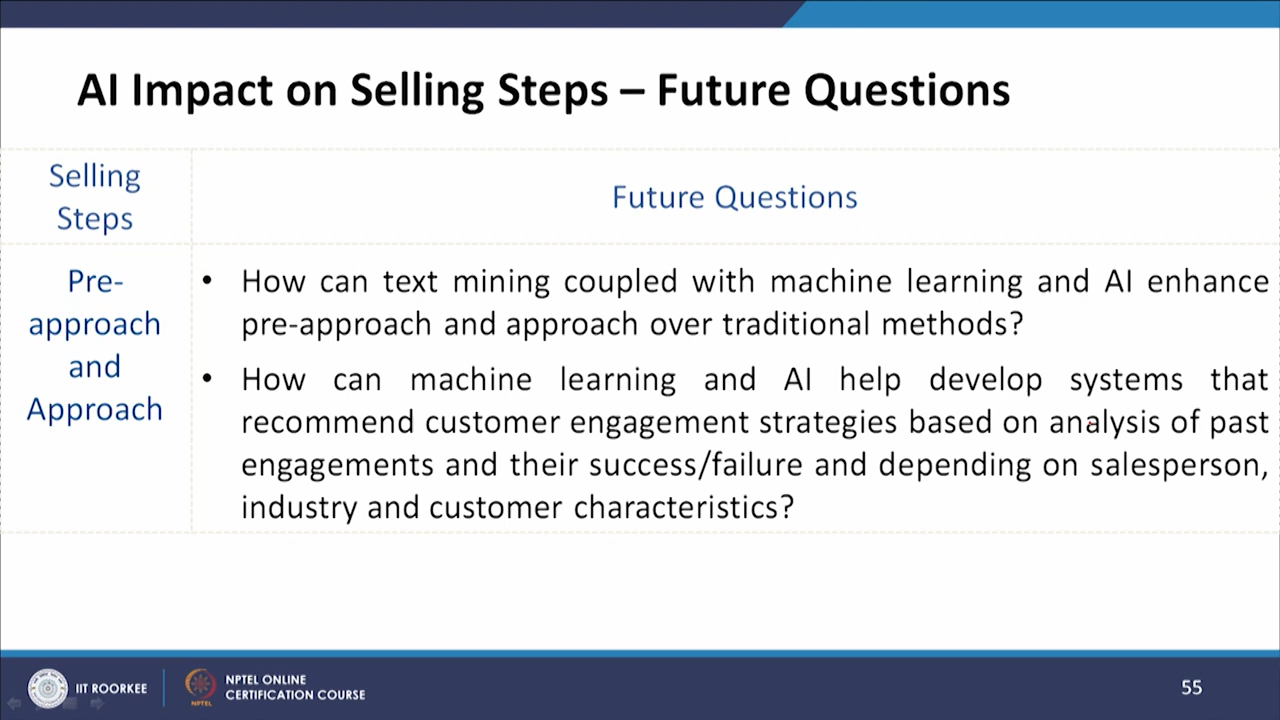 AI Impact on Selling Steps – Future Questions
Selling
Steps
Future Questions
Pre-
approach
and
Approach
• How can text mining coupled with machine learning and AI enhance
pre-approach and approach over traditional methods?
• How can machine learning and AI help develop systems that
recommend customer engagement strategies based on analysis of past
engagements and their success/failure and depending on salesperson,
industry and customer characteristics?
IIT ROORKEE
NPTEL
NPTEL ONLINE
CERTIFICATION COURSE
55